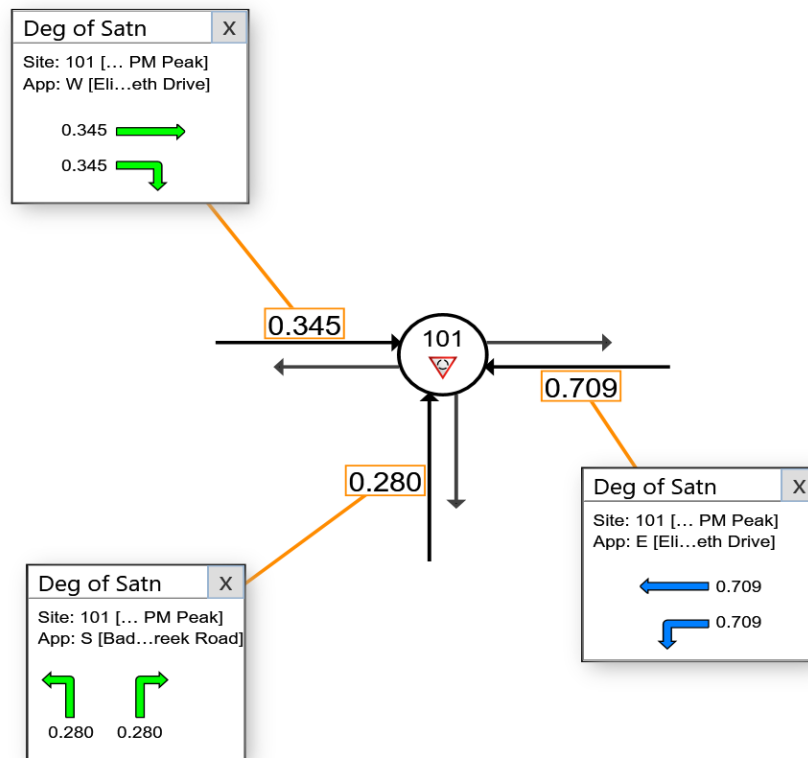 Deg of Satn X
Site: 101 [... PM Peak]
App: W [Eli...eth Drive]
0.345
0.345
0.345
101
0.709
0.280
Deg of Satn X
Site: 101 [... PM Peak]
App: E [Eli...eth Drive]
0.709
0.709
Deg of Satn X
Site: 101 [... PM Peak]
App: S [Bad...reek Road]
0.280 0.280